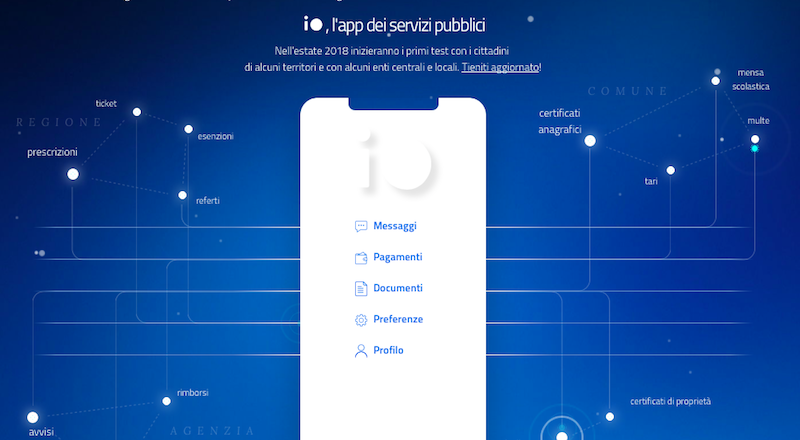 io, l'app dei servizi pubblici
Nell'estate 2018 inizieranno i primi test con i cittadini
di alcuni territori e con alcuni enti centrali e locali. Tieniti aggiornato!
REGIONE
ticket
esenzioni
prescrizioni
referti
COMUNE
mensa
scolastica
certificati
anagrafici
multe
tari
io
Messaggi
Pagamenti
Documenti
Preferenze
Profilo
rimborsi
avvisi
AGENZIA
certificati di proprietà